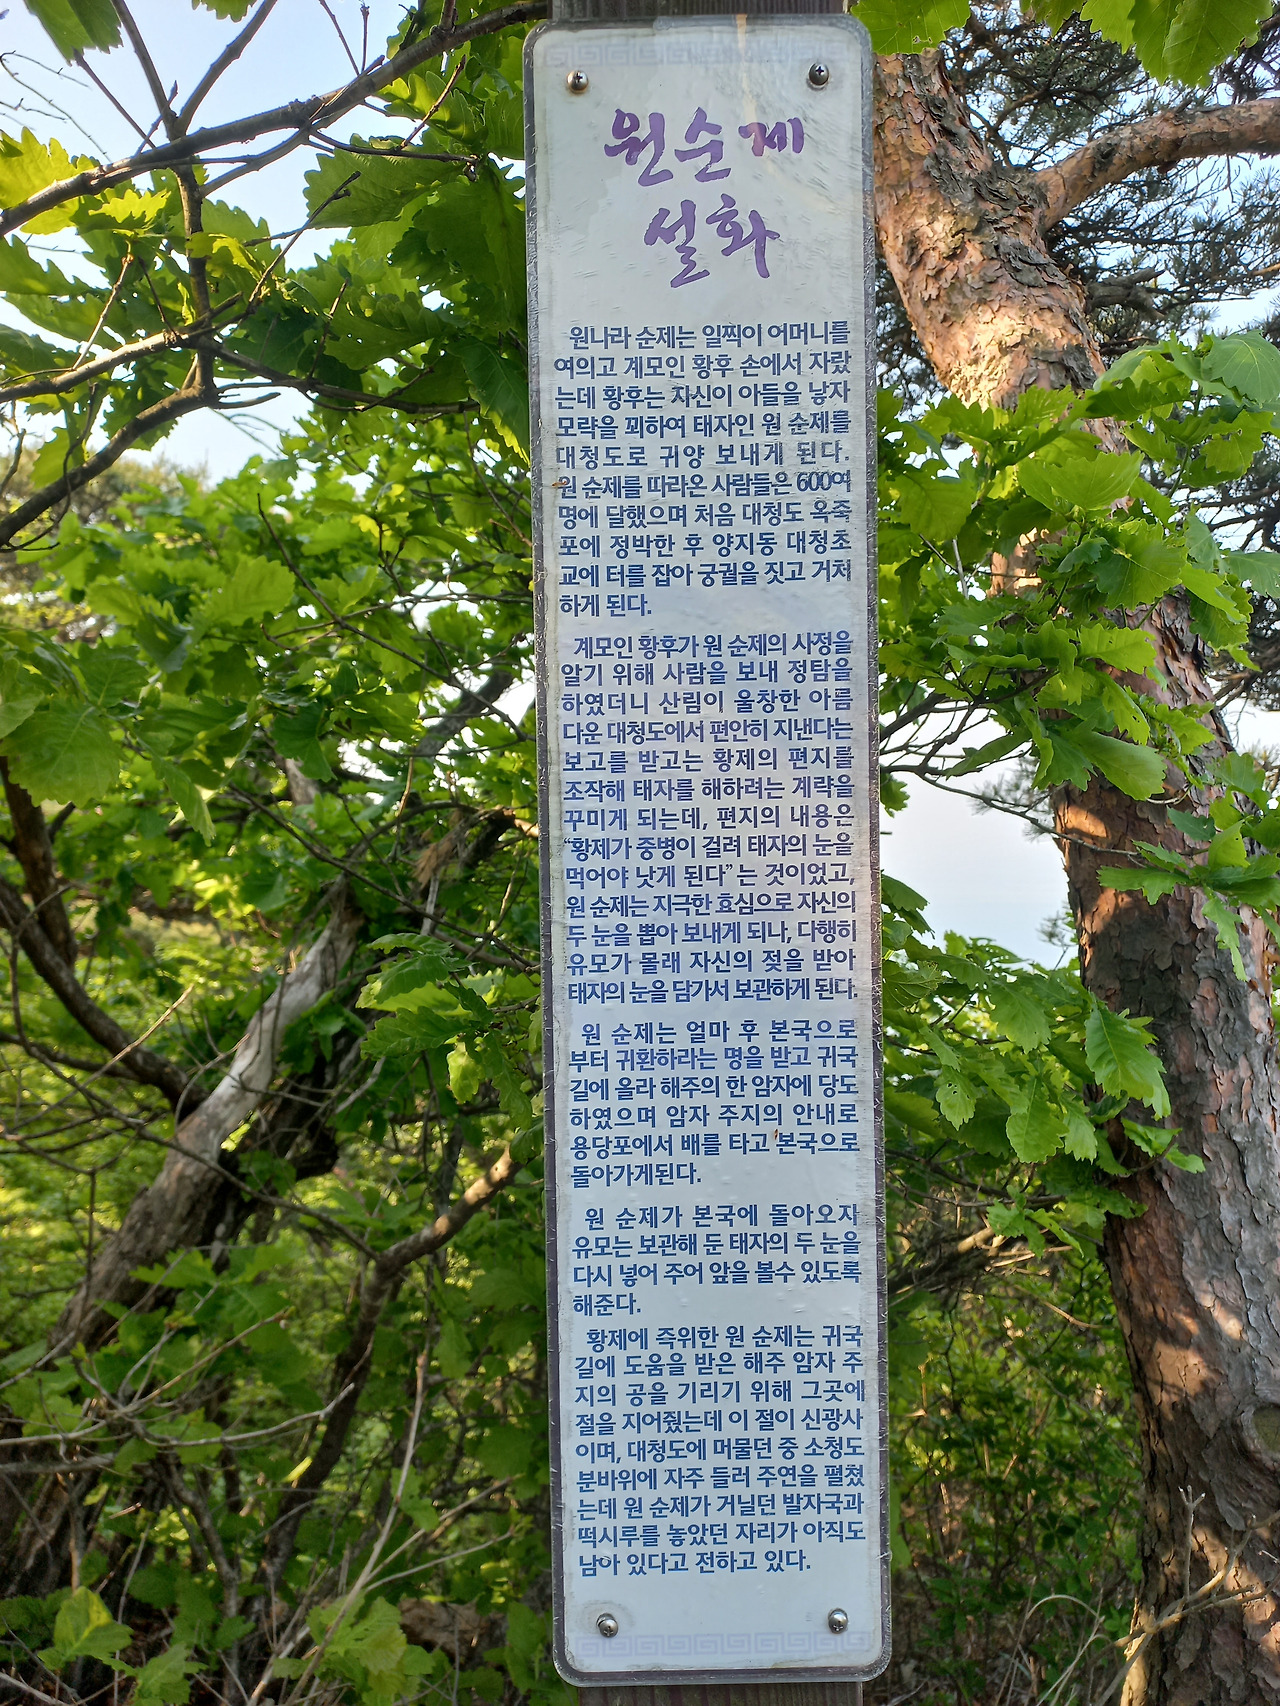 원순제
설화
원나라 순제는 일찍이 어머니를
여의고 계모인 황후 손에서 자랐
는데 황후는 자신이 아들을 낳자
모략을 꾀하여 태자인 원 순제를
대청도로 귀양 보내게 된다.
원 순제를 따라온 사람들은 600여
명에 달했으며 처음 대청도 옥죽
포에 정박한 후 양지동 대청초
교에 터를 잡아 궁궐을 짓고 거처
하게 된다.
계모인 황후가 원 순제의 사정을
알기 위해 사람을 보내 정탐을
하였더니 산림이 울창한 아름
다운 대청도에서 편안히 지낸다는
보고를 받고는 황제의 편지를
조작해 태자를 해하려는 계략을
꾸미게 되는데, 편지의 내용은
“황제가 중병이 걸려 태자의 눈을
먹어야 낫게 된다”는 것이었고,
원 순제는 지극한 효심으로 자신의
두 눈을 뽑아 보내게 되나, 다행히
유모가 몰래 자신의 젖을 받아
태자의 눈을 담가서 보관하게 된다.
원 순제는 얼마 후 본국으로
부터 귀환하라는 명을 받고 귀국
길에 올라 해주의 한 암자에 당도
하였으며 암자 주지의 안내로
용당포에서 배를 타고 본국으로
돌아가게된다.
원 순제가 본국에 돌아오자
유모는 보관해 둔 태자의 두 눈을
다시 넣어 주어 앞을 볼수 있도록
해준다.
황제에 즉위한 원 순제는 귀국
길에 도움을 받은 해주 암자 주
지의 공을 기리기 위해 그곳에
절을 지어줬는데 이 절이 신광사
이며, 대청도에 머물던 중 소청도
분바위에 자주 들러 주연을 펼쳤
는데 원 순제가 거닐던 발자국과
떡시루를 놓았던 자리가 아직도
남아 있다고 전하고 있다.